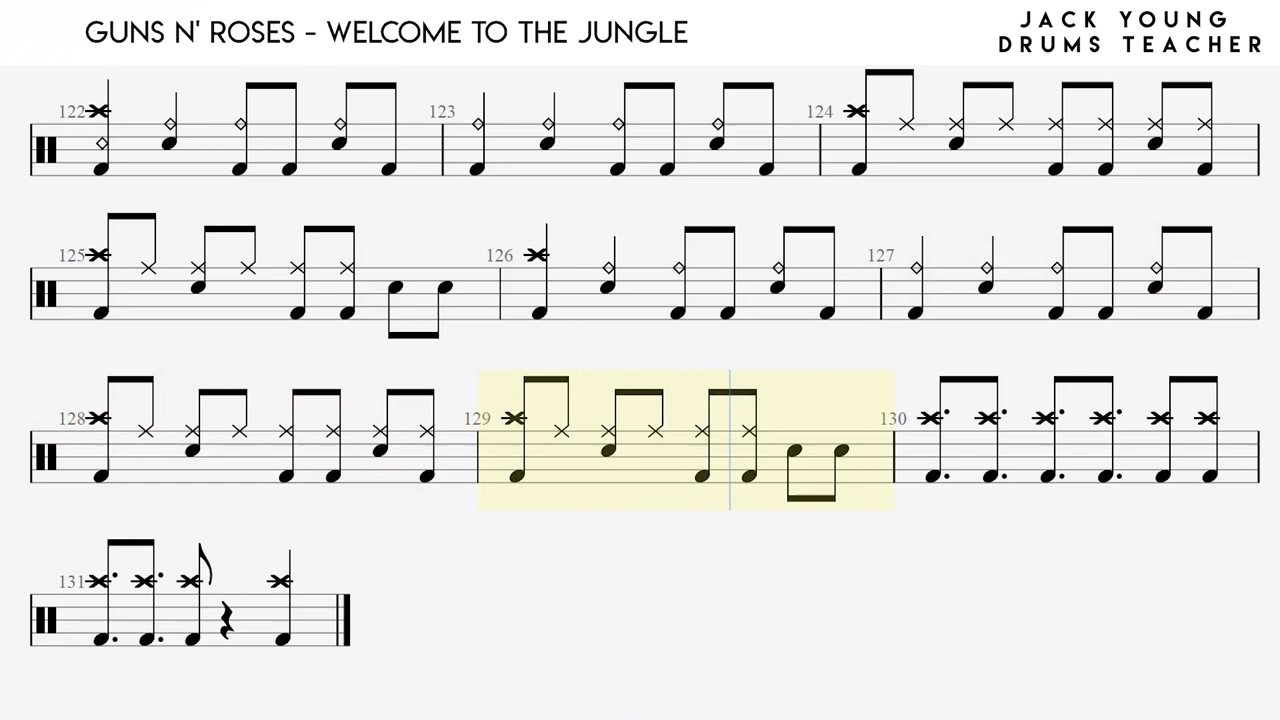 GUNS N' ROSES - WELCOME TO THE JUNGLE
JACK YOUNG
DRUMS TEACHER
122 123 124
125 126 127
128 129 130
131